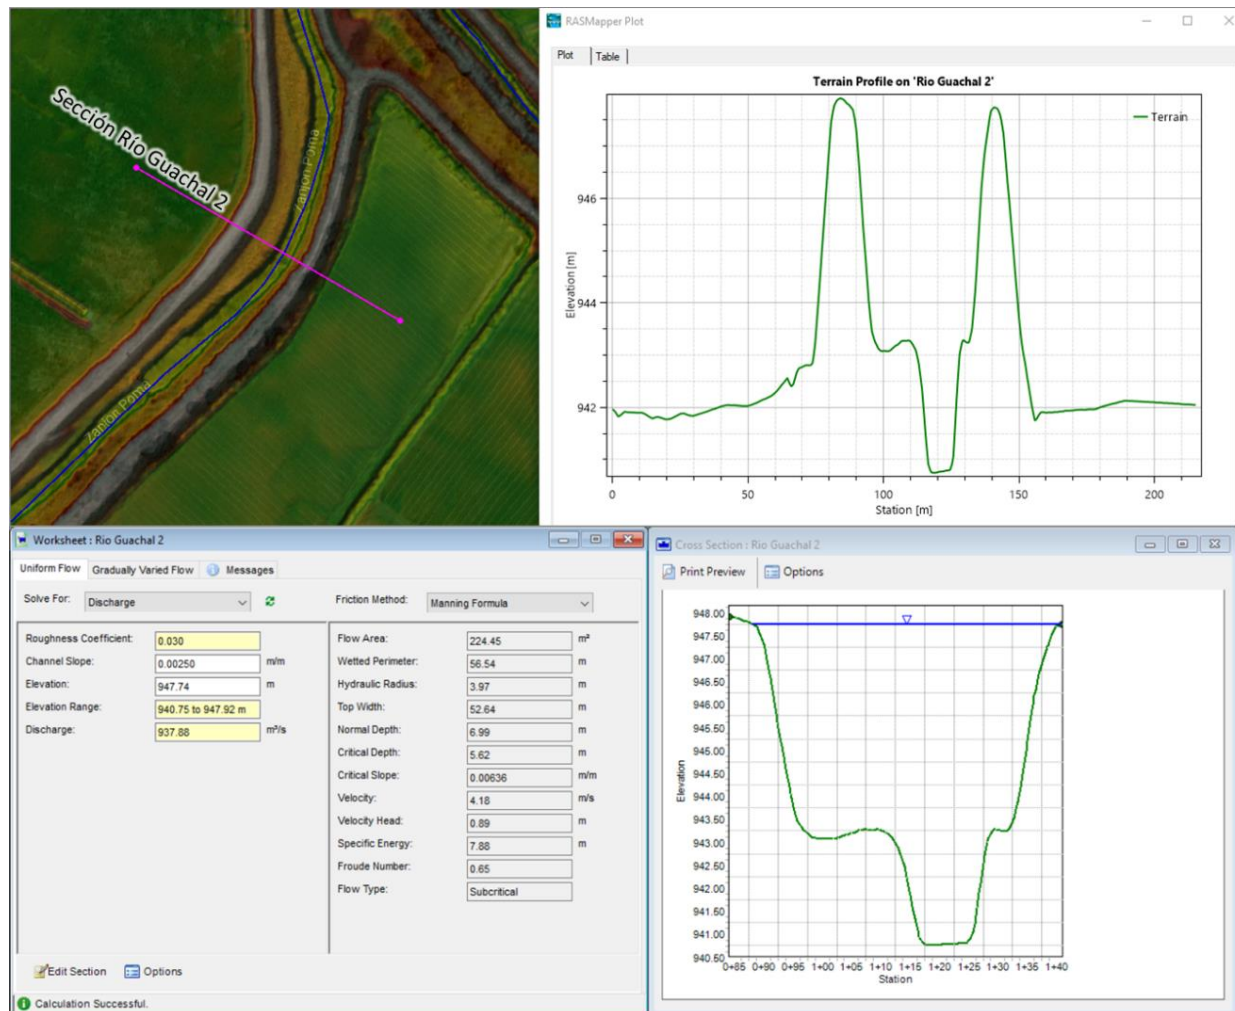 Sección Río Guachal 2
Zanjon Poma
Zanjon Poma
RASMapper Plot
Plot
Table
Terrain Profile on 'Rio Guachal 2'
Terrain
946
944
942
Elevation [m]
0
50
100
150
200
Station [m]
Worksheet : Rio Guachal 2
Uniform Flow
Gradually Varied Flow
Messages
Solve For:
Discharge
Friction Method:
Manning Formula
Roughness Coefficient:
0.030
Channel Slope:
0.00250
m/m
Elevation:
947.74
m
Elevation Range:
940.75 to 947.92 m
Discharge:
937.88
m³/s
Flow Area:
224.45
m²
Wetted Perimeter:
56.54
m
Hydraulic Radius:
3.97
m
Top Width:
52.64
m
Normal Depth:
6.99
m
Critical Depth:
5.62
m
Critical Slope:
0.00636
m/m
Velocity:
4.18
m/s
Velocity Head:
0.89
m
Specific Energy:
7.88
m
Froude Number:
0.65
Flow Type:
Subcritical
Edit Section
Options
Calculation Successful.
Cross Section : Rio Guachal 2
Print Preview
Options
948.00
947.50
947.00
946.50
946.00
945.50
945.00
944.50
944.00
943.50
943.00
942.50
942.00
941.50
941.00
940.50
Elevation
0+85
0+90
0+95
1+00
1+05
1+10
1+15
1+20
1+25
1+30
1+35
1+40
Station